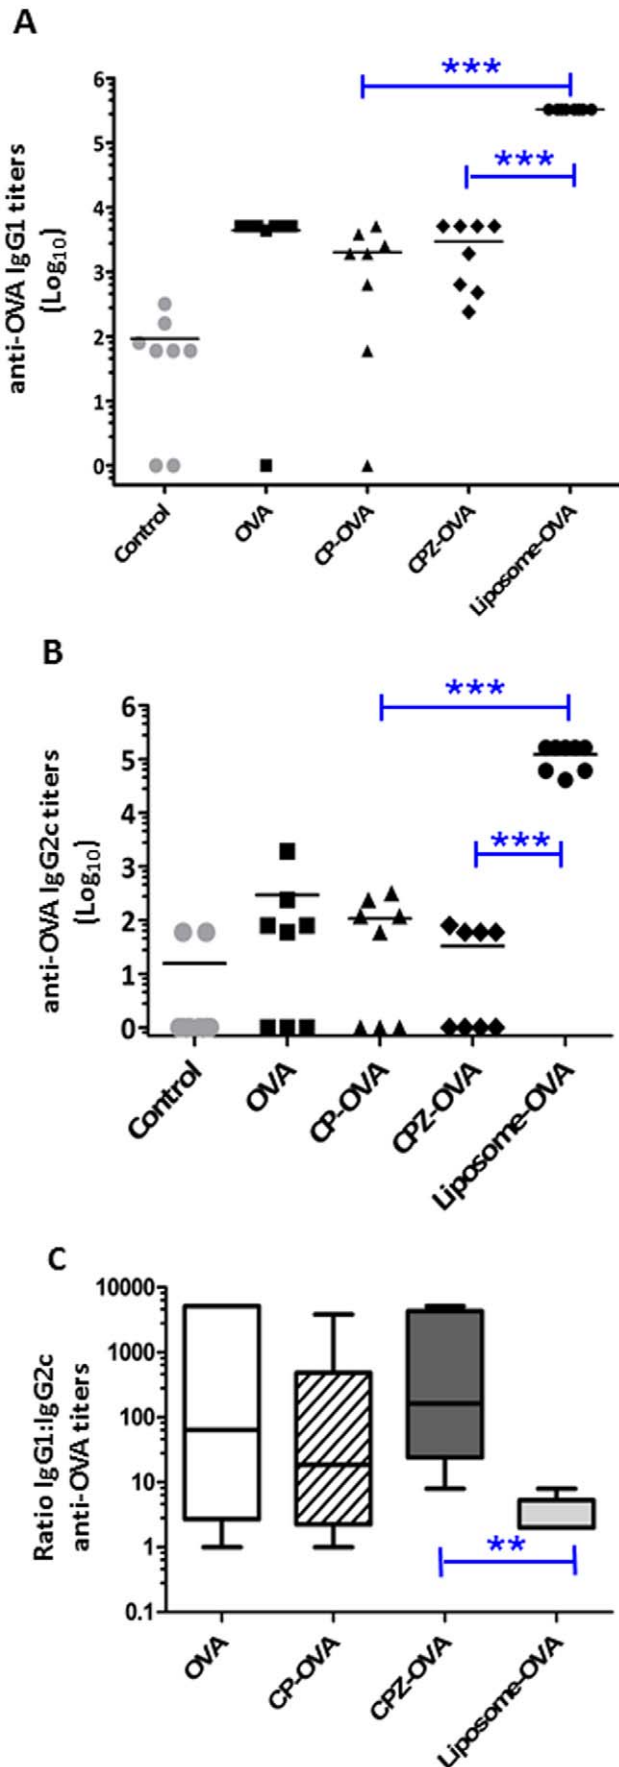 A
anti-OVA IgG1 titers
(Log10)
6
5
4
3
2
1
0
***
***
Control
OVA
CP-OVA
CPZ-OVA
Liposome-OVA
B
anti-OVA IgG2c titers
(Log10)
6
5
4
3
2
1
0
***
***
Control
OVA
CP-OVA
CPZ-OVA
Liposome-OVA
C
Ratio IgG1:IgG2c
anti-OVA titers
10000
1000
100
10
1
0.1
**
OVA
CP-OVA
CPZ-OVA
Liposome-OVA